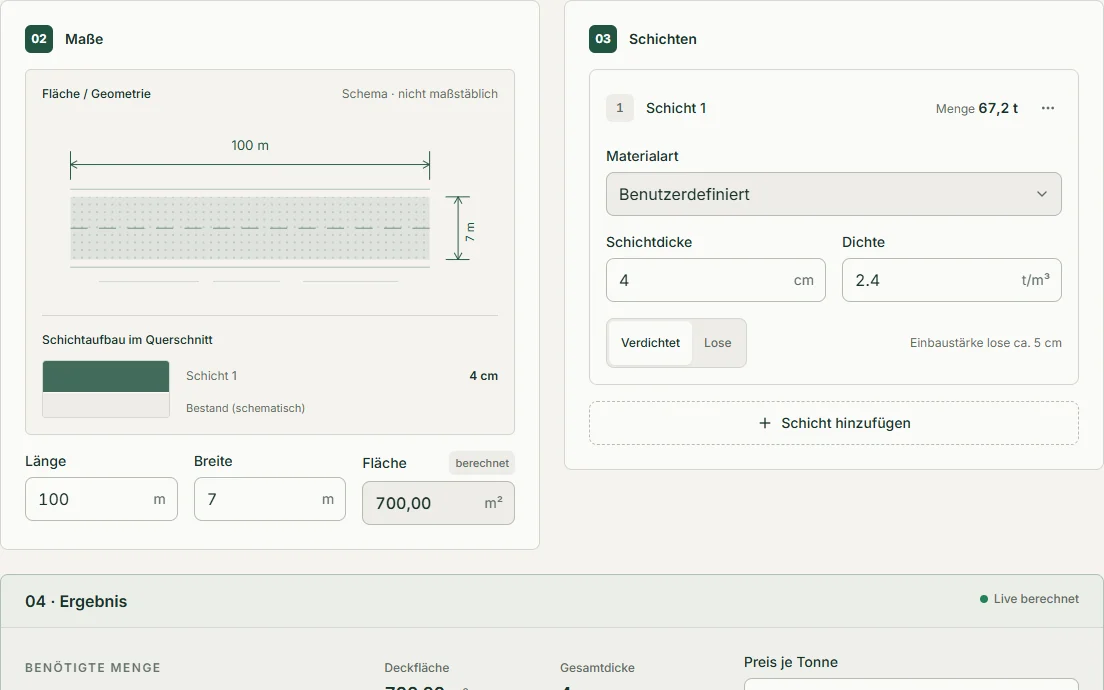 02 Maße
Fläche / Geometrie
Schema · nicht maßstäblich
100 m
7 m
Schichtaufbau im Querschnitt
Schicht 1 4 cm
Bestand (schematisch)
Länge
100 m
Breite
7 m
Fläche berechnet
700,00 m²
03 Schichten
1 Schicht 1 Menge 67,2 t ···
Materialart
Benutzerdefiniert
Schichtdicke
4 cm
Dichte
2.4 t/m³
Verdichtet Lose
Einbaustärke lose ca. 5 cm
+ Schicht hinzufügen
04 · Ergebnis
Live berechnet
BENÖTIGTE MENGE
Deckfläche
Gesamtdicke
Preis je Tonne